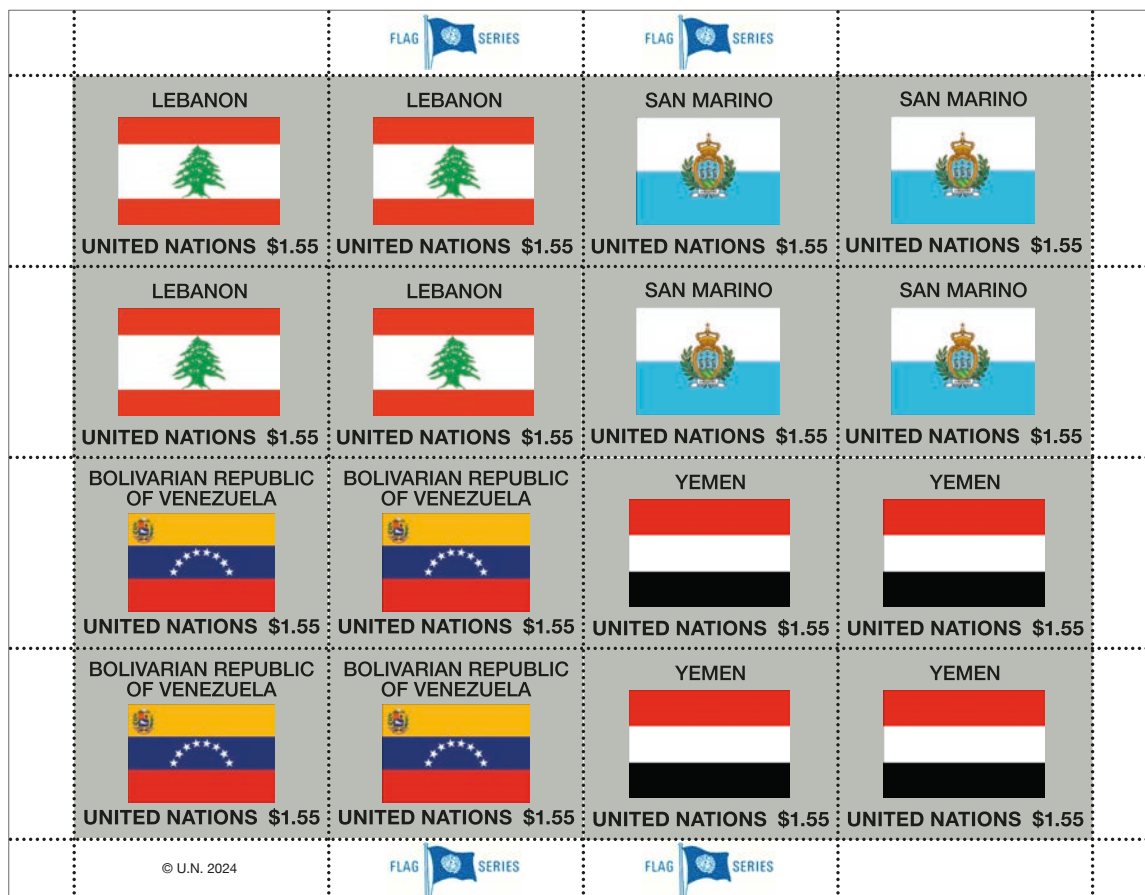 FLAG SERIES FLAG SERIES
LEBANON LEBANON SAN MARINO SAN MARINO
UNITED NATIONS $1.55 UNITED NATIONS $1.55 UNITED NATIONS $1.55 UNITED NATIONS $1.55
LEBANON LEBANON SAN MARINO SAN MARINO
UNITED NATIONS $1.55 UNITED NATIONS $1.55 UNITED NATIONS $1.55 UNITED NATIONS $1.55
BOLIVARIAN REPUBLIC BOLIVARIAN REPUBLIC YEMEN YEMEN
OF VENEZUELA OF VENEZUELA
UNITED NATIONS $1.55 UNITED NATIONS $1.55 UNITED NATIONS $1.55 UNITED NATIONS $1.55
BOLIVARIAN REPUBLIC BOLIVARIAN REPUBLIC YEMEN YEMEN
OF VENEZUELA OF VENEZUELA
UNITED NATIONS $1.55 UNITED NATIONS $1.55 UNITED NATIONS $1.55 UNITED NATIONS $1.55
© U.N. 2024 FLAG SERIES FLAG SERIES